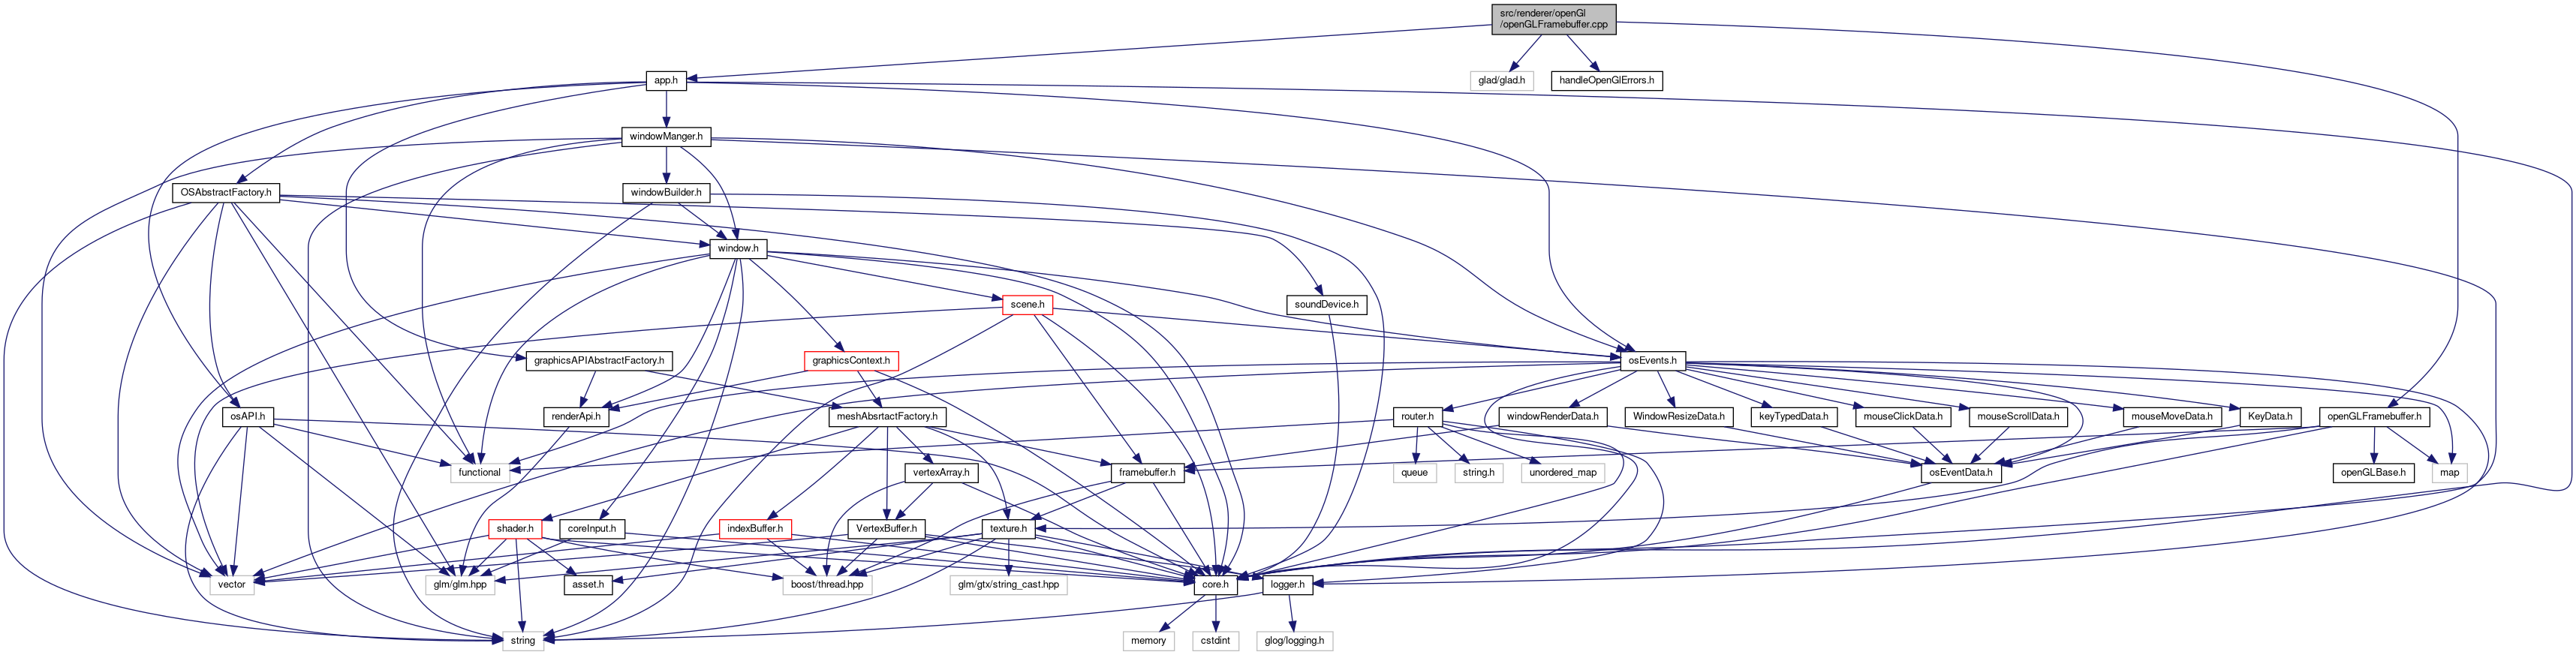 src/renderer/openGl
/openGLFramebuffer.cpp
app.h
glad/glad.h
handleOpenGlErrors.h
windowManger.h
OSAbstractFactory.h
windowBuilder.h
window.h
scene.h
soundDevice.h
graphicsAPIAbstractFactory.h
graphicsContext.h
osEvents.h
osAPI.h
renderApi.h
meshAbsrtactFactory.h
router.h
windowRenderData.h
WindowResizeData.h
keyTypedData.h
mouseClickData.h
mouseScrollData.h
mouseMoveData.h
KeyData.h
openGLFramebuffer.h
functional
vertexArray.h
framebuffer.h
queue
string.h
unordered_map
osEventData.h
openGLBase.h
map
shader.h
coreInput.h
indexBuffer.h
VertexBuffer.h
texture.h
vector
glm/glm.hpp
asset.h
boost/thread.hpp
glm/gtx/string_cast.hpp
core.h
logger.h
string
memory
cstdint
glog/logging.h